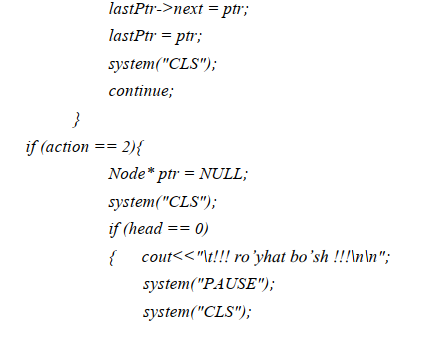 lastPtr->next = ptr;
lastPtr = ptr;
system("CLS");
continue;
}
if (action == 2){
Node* ptr = NULL;
system("CLS");
if (head == 0)
{ cout<<"\t!!! ro’yhat bo’sh !!!\n\n";
system("PAUSE");
system("CLS");